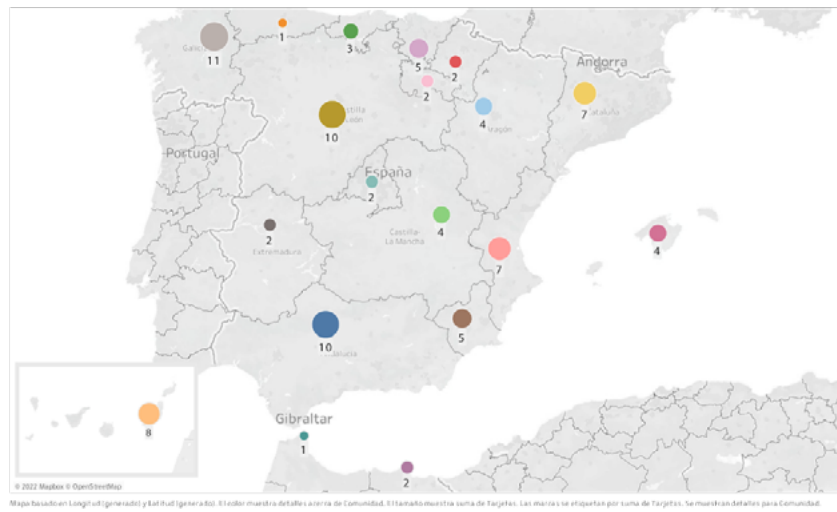 1
Galicia
3
11
5
Andorra
2
2
7
4
10
Portugal
España
2
4
2
Extremadura
Castilla-
La Mancha
7
4
5
10
8
Gibraltar
1
2
© 2022 Mapbox © OpenStreetMap
Mapa basado en Longitud (generado) y Latitud (generado). El color muestra detalles acerca de Comunidad. El tamaño muestra suma de Tarjetas. Las marcas se etiquetan por suma de Tarjetas. Se muestran detalles para Comunidad.